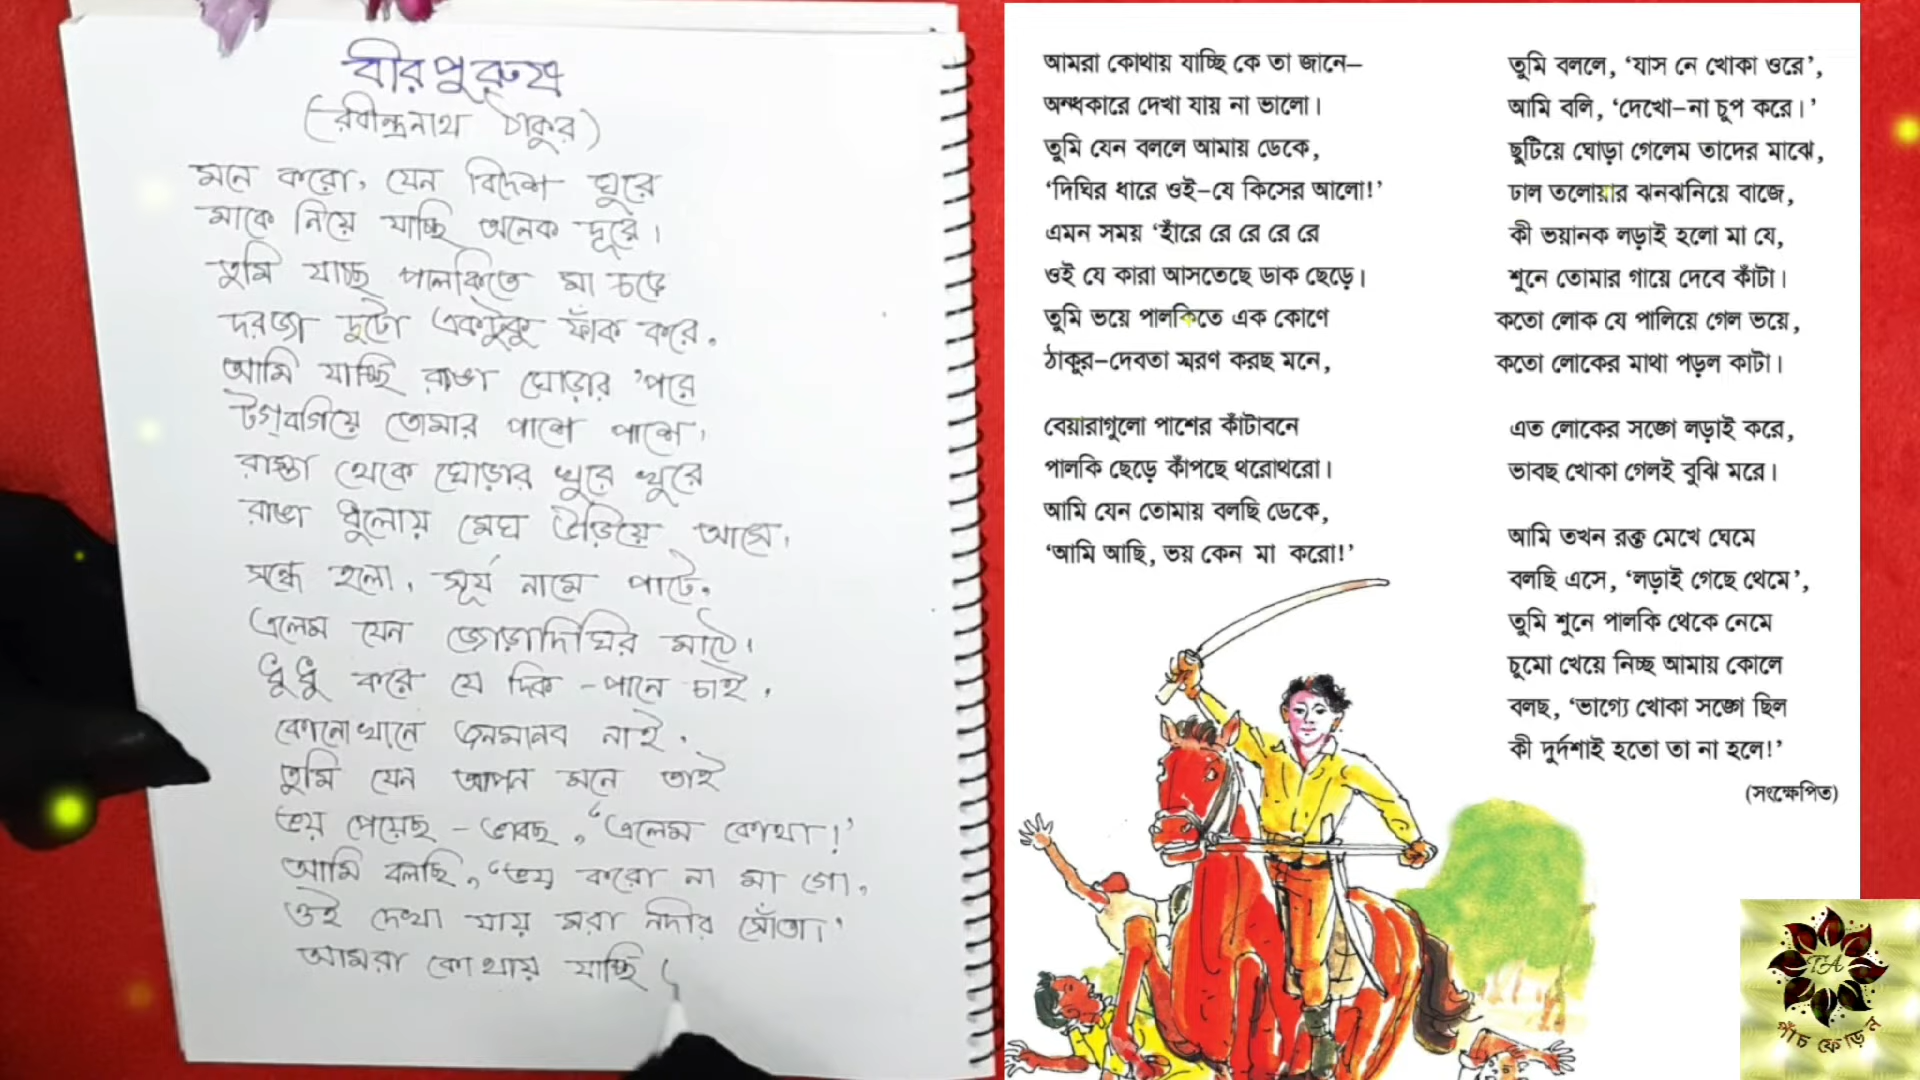 বীরপুরুষ
(রবীন্দ্রনাথ ঠাকুর)
মনে করো, যেন বিদেশ ঘুরে
মাকে নিয়ে যাচ্ছি অনেক দূরে।
তুমি যাচ্ছ পালকিতে মা চড়ে
দরজা দুটো একটুকু ফাঁক করে,
আমি যাচ্ছি রাঙা ঘোড়ার 'পরে
টগ্‌বগিয়ে তোমার পাশে পাশে।
রাস্তা থেকে ঘোড়ার খুরে খুরে
রাঙা ধুলোয় মেঘ উড়িয়ে আসে।
সন্ধে হলো, সূর্য নামে পাটে,
এলেম যেন জোড়াদিঘির মাঠে।
ধুধু করে যে দিক-পানে চাই,
কোনোখানে জনমানব নাই,
তুমি যেন আপন মনে তাই
ভয় পেয়েছ - ভাবছ, 'এলেম কোথা!'
আমি বলছি, 'ভয় করো না মা গো,
ওই দেখা যায় মরা নদীর সোঁতা।'
আমরা কোথায় যাচ্ছি
আমরা কোথায় যাচ্ছি কে তা জানে–
অন্ধকারে দেখা যায় না ভালো।
তুমি যেন বললে আমায় ডেকে,
'দিঘির ধারে ওই-যে কিসের আলো!'
এমন সময় 'হাঁরে রে রে রে রে
ওই যে কারা আসতেছে ডাক ছেড়ে।
তুমি ভয়ে পালকিতে এক কোণে
ঠাকুর-দেবতা স্মরণ করছ মনে,
বেয়ারাগুলো পাশের কাঁটাবনে
পালকি ছেড়ে কাঁপছে থরোথরো।
আমি যেন তোমায় বলছি ডেকে,
'আমি আছি, ভয় কেন মা করো!'
তুমি বললে, 'যাস নে খোকা ওরে',
আমি বলি, 'দেখো-না চুপ করে।'
ছুটিয়ে ঘোড়া গেলেম তাদের মাঝে,
ঢাল তলোয়ার ঝনঝনিয়ে বাজে,
কী ভয়ানক লড়াই হলো মা যে,
শুনে তোমার গায়ে দেবে কাঁটা।
কতো লোক যে পালিয়ে গেল ভয়ে,
কতো লোকের মাথা পড়ল কাটা।
এত লোকের সঙ্গে লড়াই করে,
ভাবছ খোকা গেলই বুঝি মরে।
আমি তখন রক্ত মেখে ঘেমে
বলছি এসে, 'লড়াই গেছে থেমে',
তুমি শুনে পালকি থেকে নেমে
চুমো খেয়ে নিচ্ছ আমায় কোলে
বলছ, 'ভাগ্যে খোকা সঙ্গে ছিল
কী দুর্দশাই হতো তা না হলে!'
(সংক্ষেপিত)
TA
পাঁচ ফোড়ন